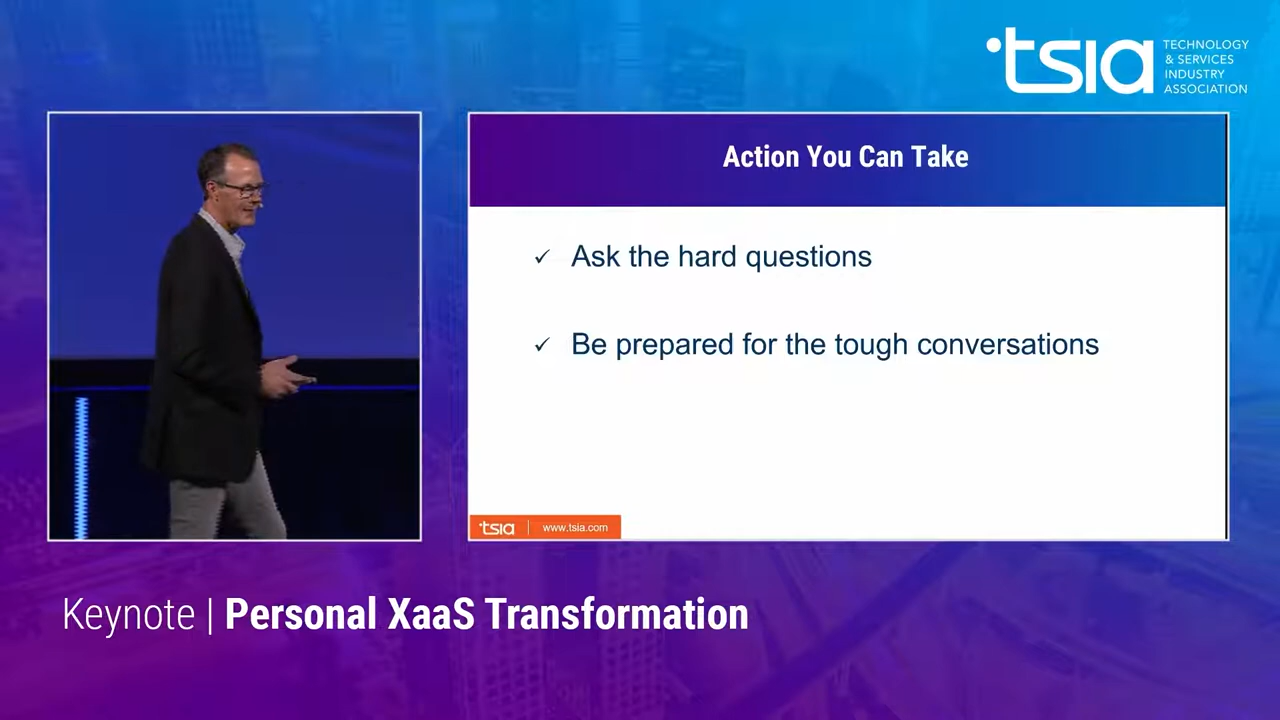 tsia
TECHNOLOGY
& SERVICES
INDUSTRY
ASSOCIATION
Action You Can Take
✓ Ask the hard questions
✓ Be prepared for the tough conversations
tsia | www.tsia.com
Keynote | Personal XaaS Transformation